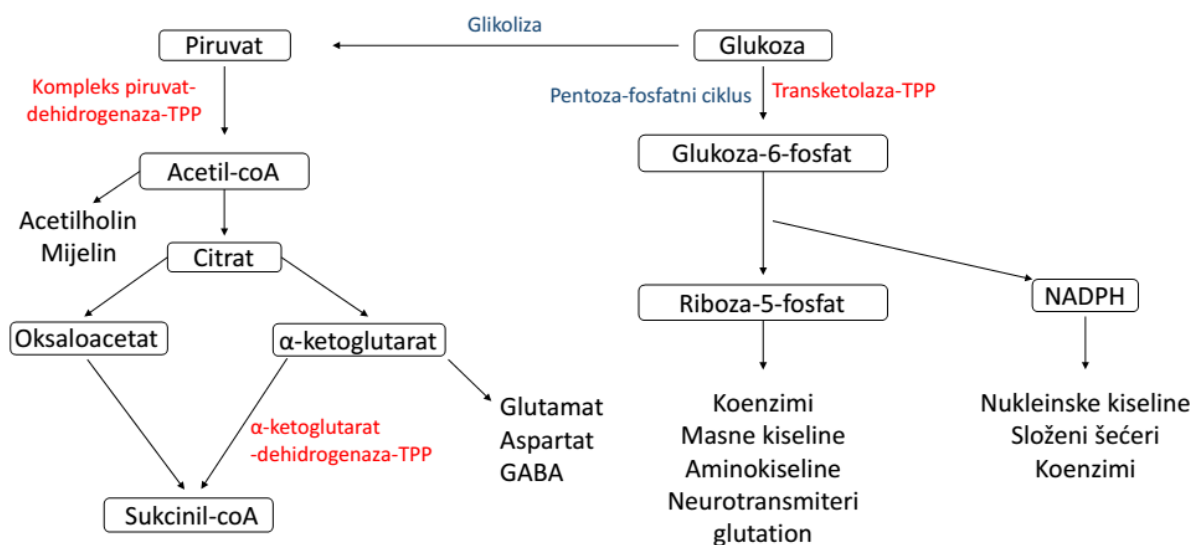 Glikoliza
Piruvat
Glukoza
Kompleks piruvat-
dehidrogenaza-TPP
Pentoza-fosfatni ciklus
Transketolaza-TPP
Glukoza-6-fosfat
Acetil-coA
Acetilholin
Mijelin
Citrat
Riboza-5-fosfat
NADPH
Oksaloacetat
α-ketoglutarat
Glutamat
Aspartat
GABA
α-ketoglutarat
-dehidrogenaza-TPP
Sukcinil-coA
Koenzimi
Masne kiseline
Aminokiseline
Neurotransmiteri
glutation
Nukleinske kiseline
Složeni šećeri
Koenzimi